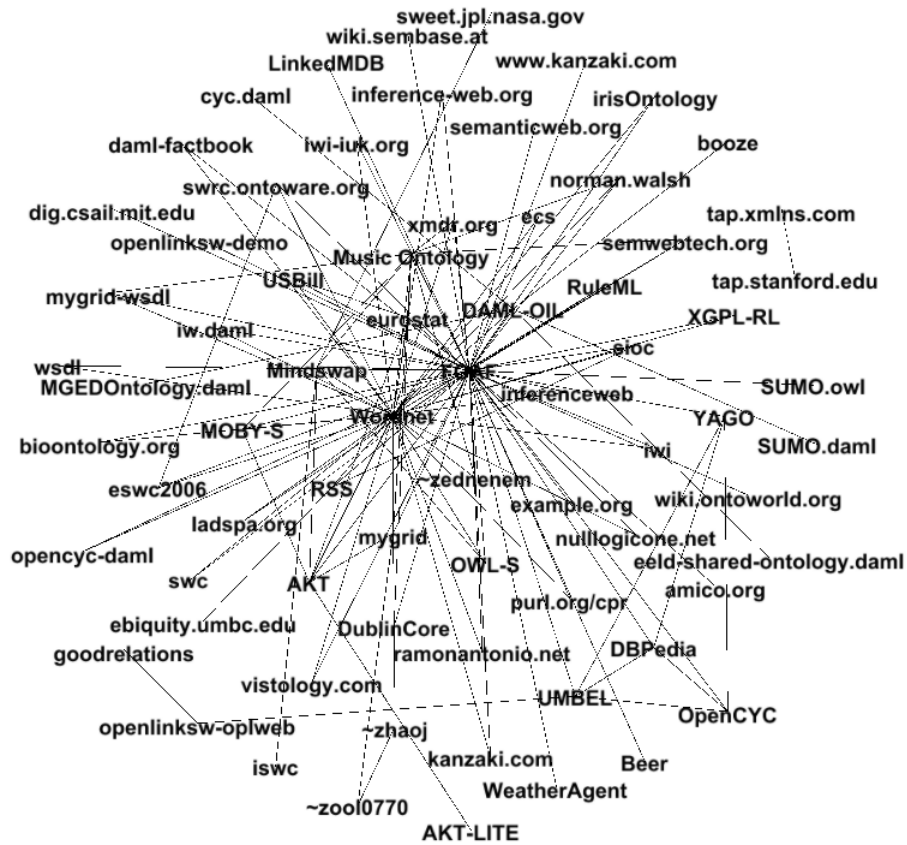 sweet.jpl.nasa.gov
wiki.sembase.at
LinkedMDB
www.kanzaki.com
cyc.daml
inference-web.org
irisOntology
semanticweb.org
daml-factbook
iwi-iuk.org
booze
swrc.ontoware.org
norman.walsh
dig.csail.mit.edu
xmdr.org
ecs
tap.xmlns.com
openlinksw-demo
Music Ontology
semwebtech.org
USBill
RuleML
tap.stanford.edu
mygrid-wsdl
eurostat
DAML-OIL
XGPL-RL
iw.daml
sioc
wsdl
Mindswap
FOAF
MGEDOntology.daml
inferenceweb
SUMO.owl
Wordnet
YAGO
MOBY-S
bioontology.org
iwi
SUMO.daml
eswc2006
RSS
~zednenem
example.org
wiki.ontoworld.org
ladspa.org
mygrid
nulllogicone.net
opencyc-daml
OWL-S
eeld-shared-ontology.daml
swc
AKT
purl.org/cpr
amico.org
ebiquity.umbc.edu
DublinCore
goodrelations
ramonantonio.net
DBPedia
vistology.com
UMBEL
OpenCYC
openlinksw-oplweb
~zhaoj
iswc
kanzaki.com
Beer
WeatherAgent
~zool0770
AKT-LITE